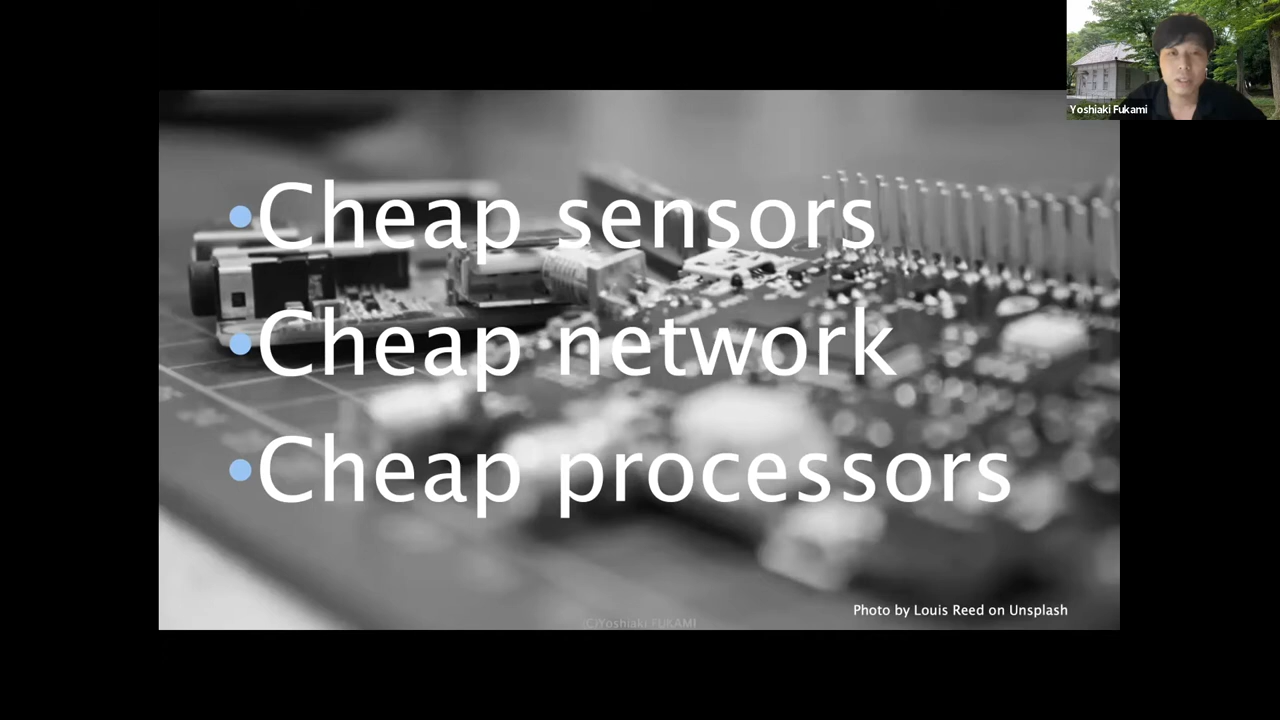 Yoshiaki Fukami
•Cheap sensors
•Cheap network
•Cheap processors
Photo by Louis Reed on Unsplash
(C)Yoshiaki FUKAMI